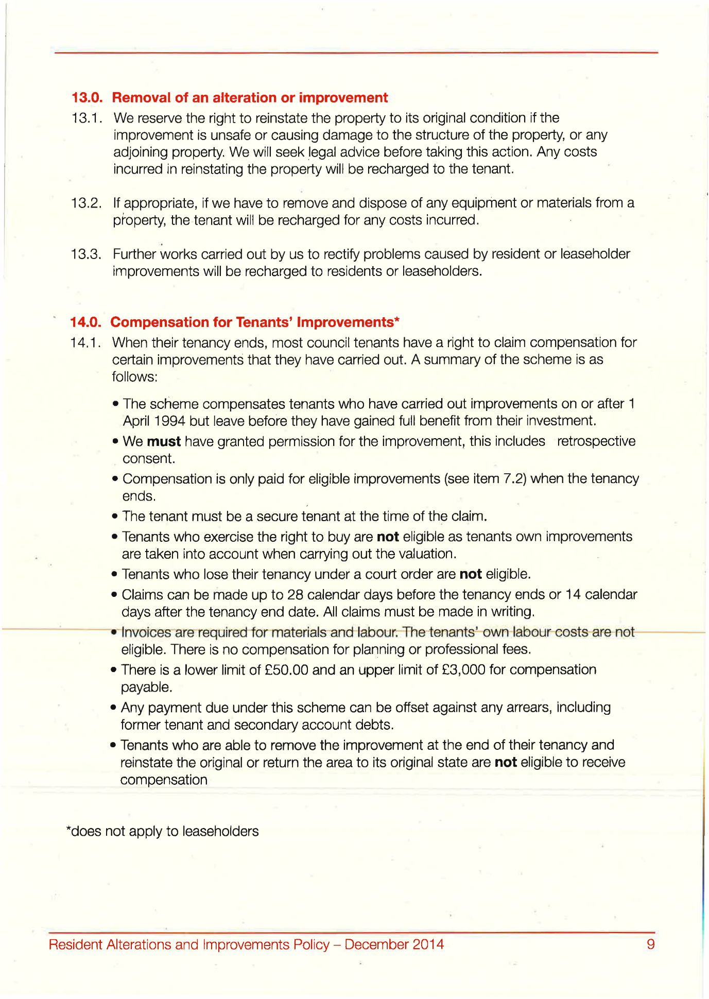 13.0. Removal of an alteration or improvement
13.1. We reserve the right to reinstate the property to its original condition if the
improvement is unsafe or causing damage to the structure of the property, or any
adjoining property. We will seek legal advice before taking this action. Any costs
incurred in reinstating the property will be recharged to the tenant.
13.2. If appropriate, if we have to remove and dispose of any equipment or materials from a
property, the tenant will be recharged for any costs incurred.
13.3. Further works carried out by us to rectify problems caused by resident or leaseholder
improvements will be recharged to residents or leaseholders.
14.0. Compensation for Tenants' Improvements*
14.1. When their tenancy ends, most council tenants have a right to claim compensation for
certain improvements that they have carried out. A summary of the scheme is as
follows:
• The scheme compensates tenants who have carried out improvements on or after 1
April 1994 but leave before they have gained full benefit from their investment.
• We must have granted permission for the improvement, this includes retrospective
consent.
• Compensation is only paid for eligible improvements (see item 7.2) when the tenancy
ends.
• The tenant must be a secure tenant at the time of the claim.
• Tenants who exercise the right to buy are not eligible as tenants own improvements
are taken into account when carrying out the valuation.
• Tenants who lose their tenancy under a court order are not eligible.
• Claims can be made up to 28 calendar days before the tenancy ends or 14 calendar
days after the tenancy end date. All claims must be made in writing.
• Invoices are required for materials and labour. The tenants' own labour costs are not
eligible. There is no compensation for planning or professional fees.
• There is a lower limit of £50.00 and an upper limit of £3,000 for compensation
payable.
• Any payment due under this scheme can be offset against any arrears, including
former tenant and secondary account debts.
• Tenants who are able to remove the improvement at the end of their tenancy and
reinstate the original or return the area to its original state are not eligible to receive
compensation
*does not apply to leaseholders
Resident Alterations and Improvements Policy – December 2014 9